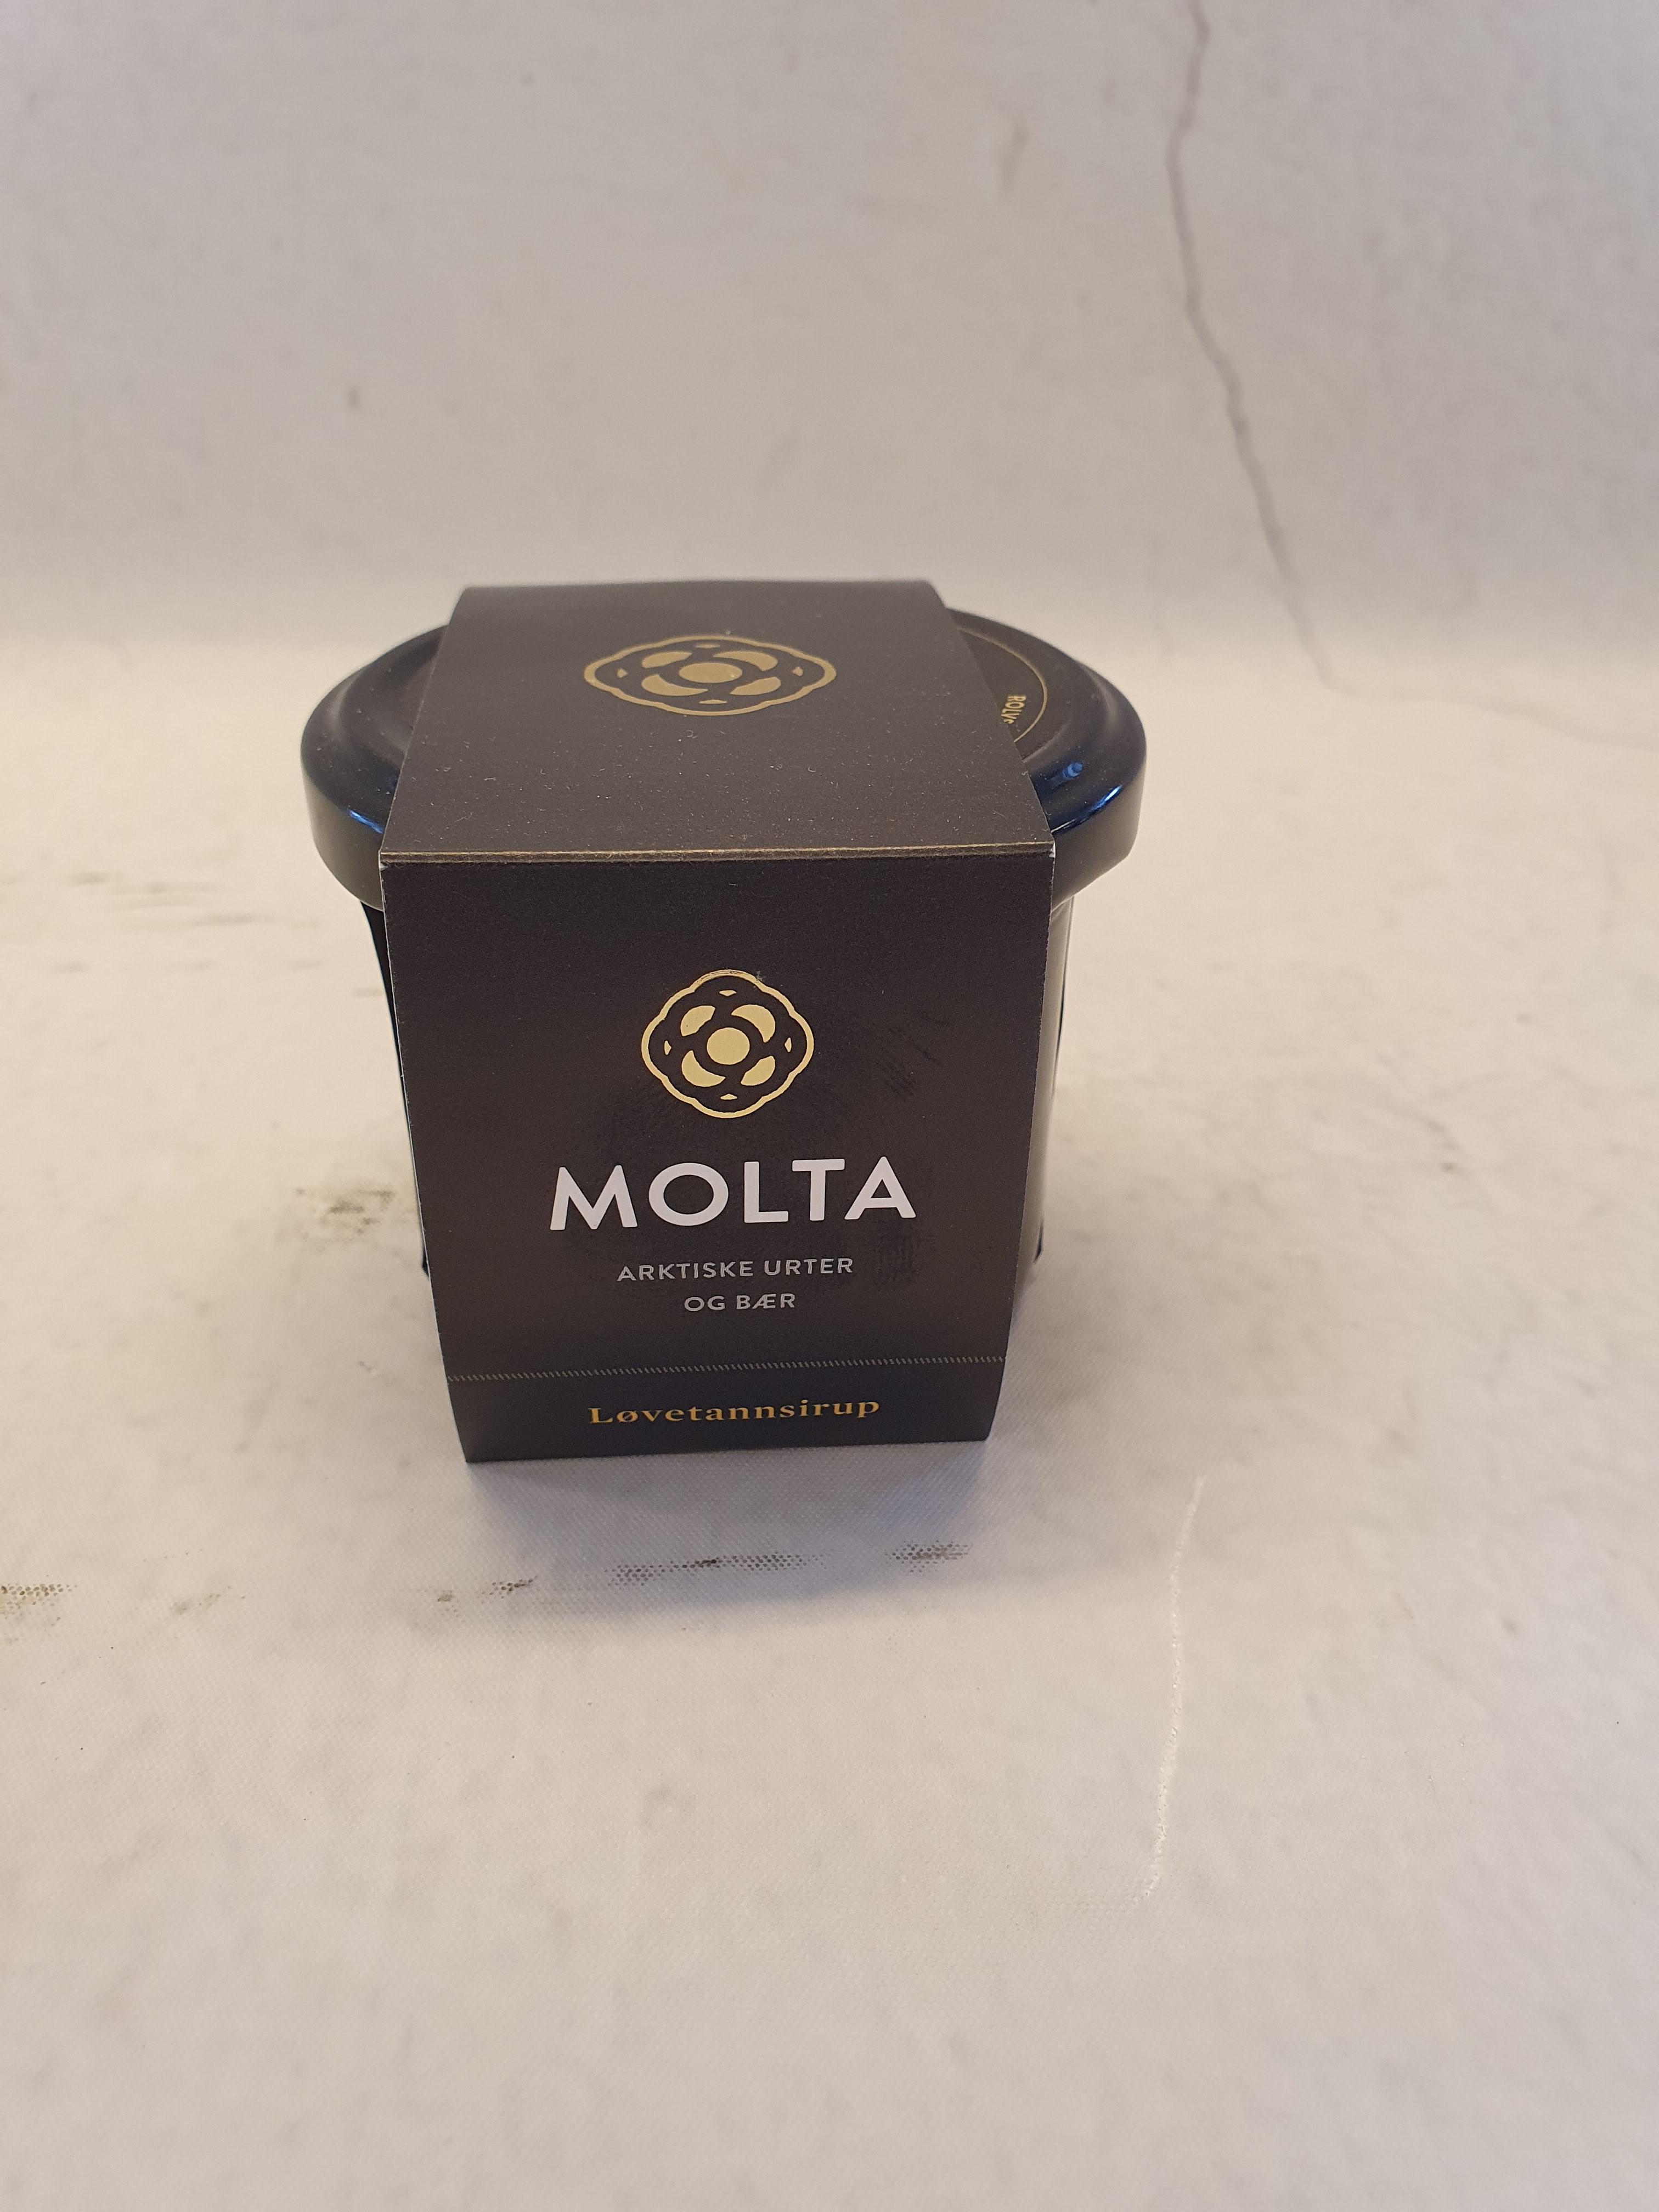 MOLTA
ARKTISKE URTER
OG BÆR
Løvetannsirup